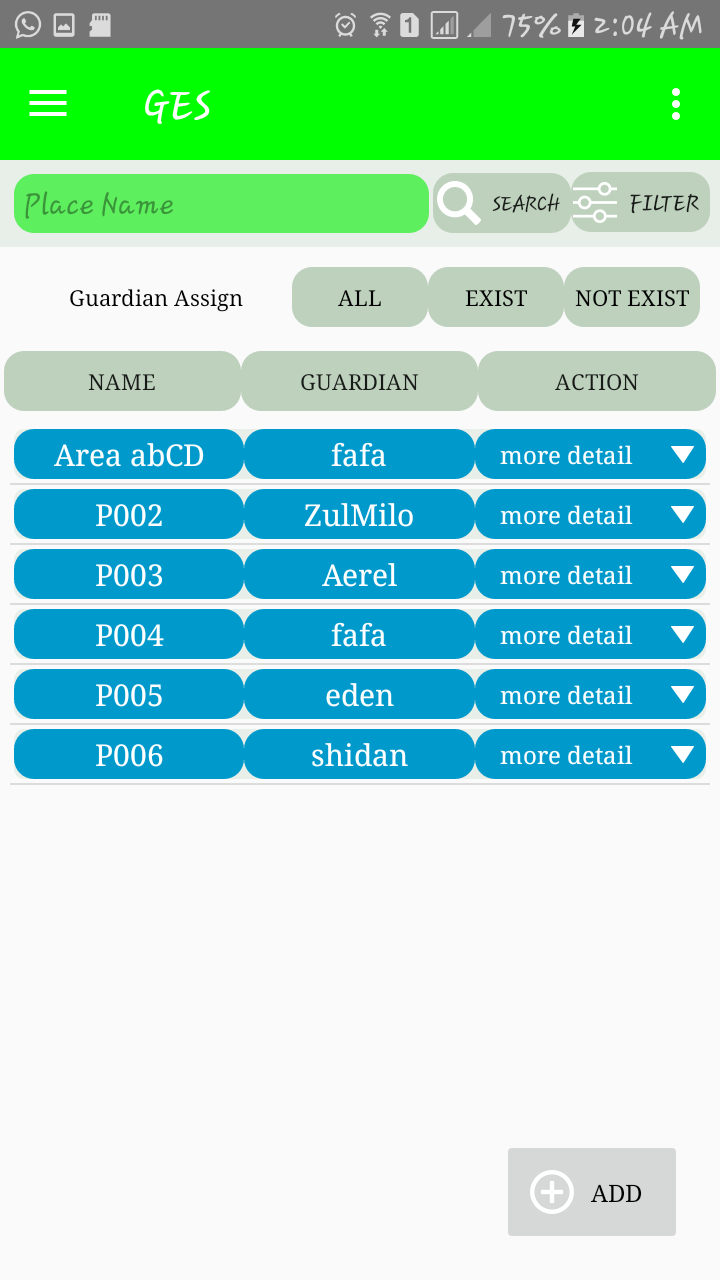 1 75% 2:04 AM
GES
Place Name SEARCH FILTER
Guardian Assign ALL EXIST NOT EXIST
NAME GUARDIAN ACTION
Area abCD fafa more detail
P002 ZulMilo more detail
P003 Aerel more detail
P004 fafa more detail
P005 eden more detail
P006 shidan more detail
ADD